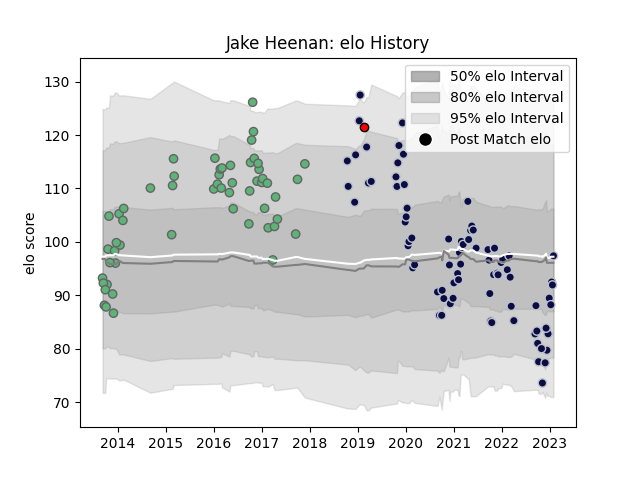 Jake Heenan: elo History
50% elo Interval
80% elo Interval
95% elo Interval
Post Match elo
elo score
130
120
110
100
90
80
70
2014 2015 2016 2017 2018 2019 2020 2021 2022 2023